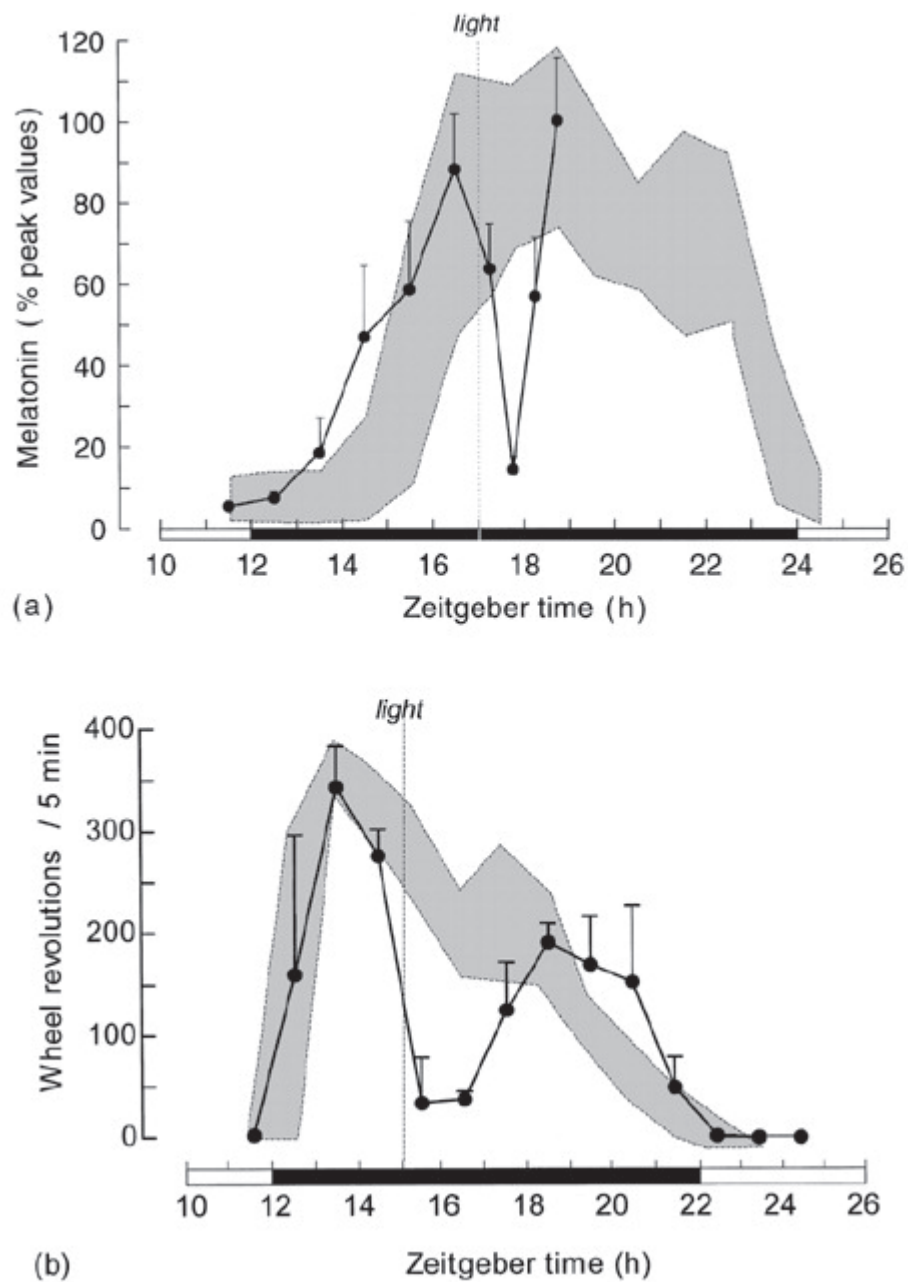 light
120
100
80
60
40
20
0
Melatonin ( % peak values)
10 12 14 16 18 20 22 24 26
(a) Zeitgeber time (h)
light
400
300
200
100
0
Wheel revolutions / 5 min
10 12 14 16 18 20 22 24 26
(b) Zeitgeber time (h)